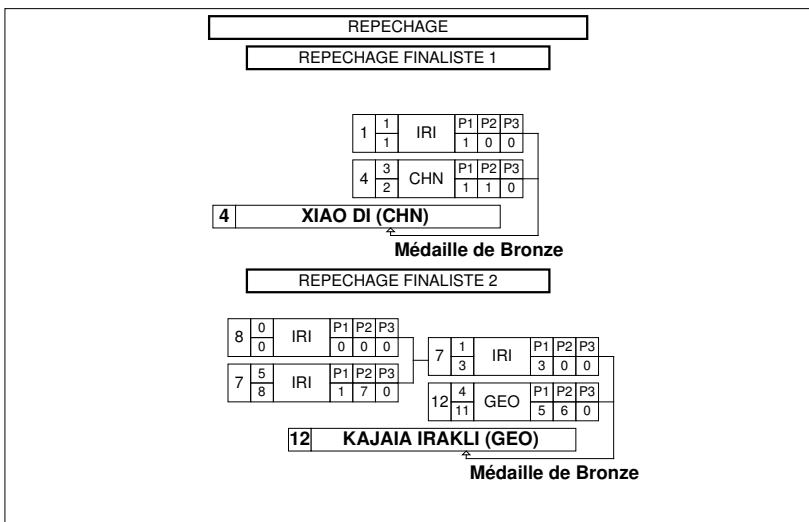 REPECHAGE
REPECHAGE FINALISTE 1
1 1 IRI P1 P2 P3
1 1 0 0
4 3 CHN P1 P2 P3
2 1 1 0
4 XIAO DI (CHN)
Médaille de Bronze
REPECHAGE FINALISTE 2
8 0 IRI P1 P2 P3
0 0 0 0
7 1 IRI P1 P2 P3
3 3 0 0
7 5 IRI P1 P2 P3
8 1 7 0
12 4 GEO P1 P2 P3
11 5 6 0
12 KAJAIA IRAKLI (GEO)
Médaille de Bronze